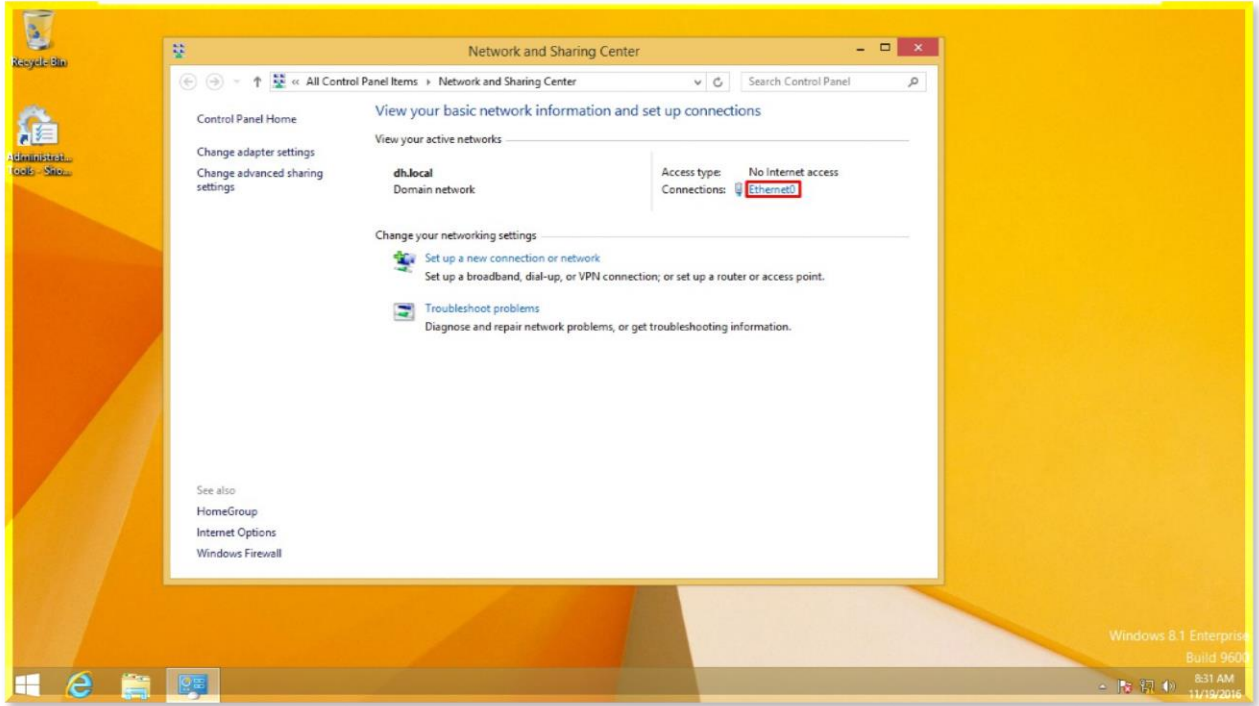 Recycle Bin
Administrat...
Tools - Sho...
Network and Sharing Center
« All Control Panel Items Network and Sharing Center
Search Control Panel
Control Panel Home
Change adapter settings
Change advanced sharing
settings
View your basic network information and set up connections
View your active networks
dh.local
Domain network
Access type: No Internet access
Connections: Ethernet0
Change your networking settings
Set up a new connection or network
Set up a broadband, dial-up, or VPN connection; or set up a router or access point.
Troubleshoot problems
Diagnose and repair network problems, or get troubleshooting information.
See also
HomeGroup
Internet Options
Windows Firewall
Windows 8.1 Enterprise
Build 9600
8:31 AM
11/19/2016